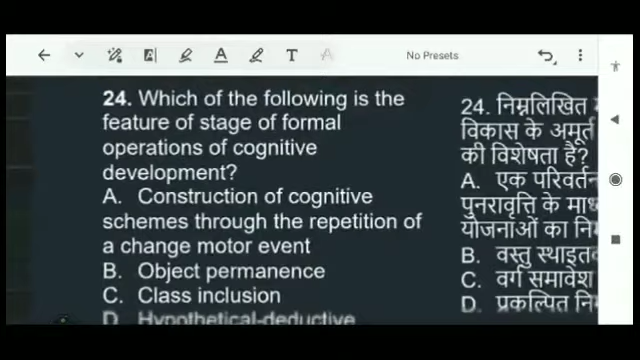 No Presets
24. Which of the following is the
feature of stage of formal
operations of cognitive
development?
A. Construction of cognitive
schemes through the repetition of
a change motor event
B. Object permanence
C. Class inclusion
D. Hypothetical-deductive
24. निम्नलिखित
विकास के अमूर्त
की विशेषता है?
A. एक परिवर्तन
पुनरावृत्ति के माध
योजनाओं का नि
B. वस्तु स्थाइत
C. वर्ग समावेश
D. प्रकल्पित नि